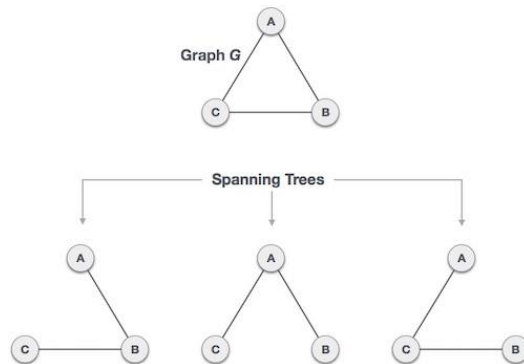 A
Graph G
C B
Spanning Trees
A A A
C B C B C B